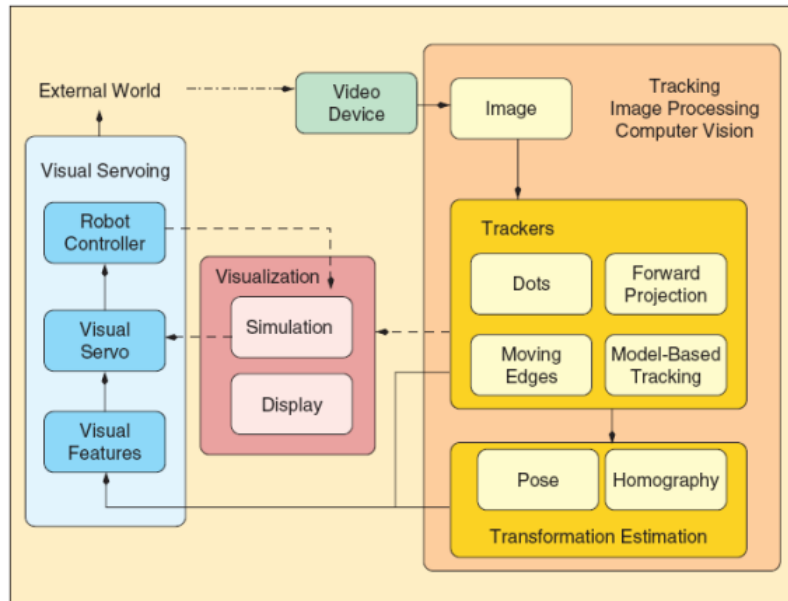 External World
Video
Device
Image
Tracking
Image Processing
Computer Vision
Visual Servoing
Robot
Controller
Visual
Servo
Visual
Features
Visualization
Simulation
Display
Trackers
Dots
Forward
Projection
Moving
Edges
Model-Based
Tracking
Pose
Homography
Transformation Estimation